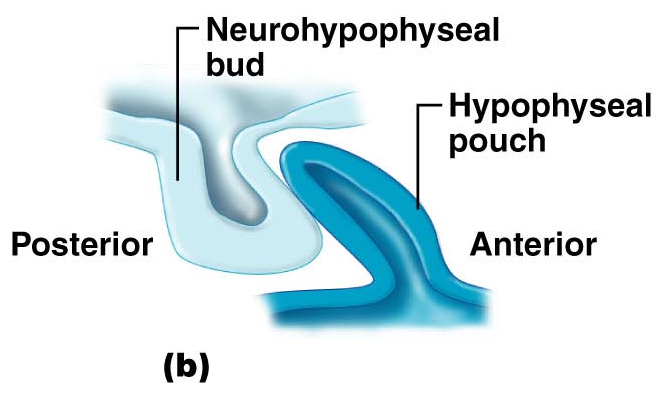 Neurohypophyseal
bud
Hypophyseal
pouch
Posterior
Anterior
(b)